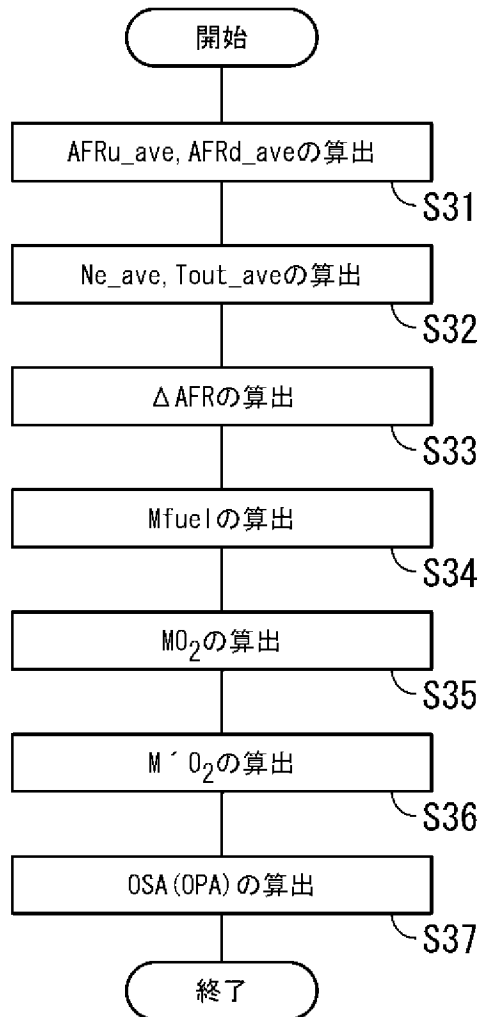 開始
AFRu_ave, AFRd_aveの算出
S31
Ne_ave, Tout_aveの算出
S32
ΔAFRの算出
S33
Mfuelの算出
S34
MO₂の算出
S35
M´O₂の算出
S36
OSA(OPA)の算出
S37
終了